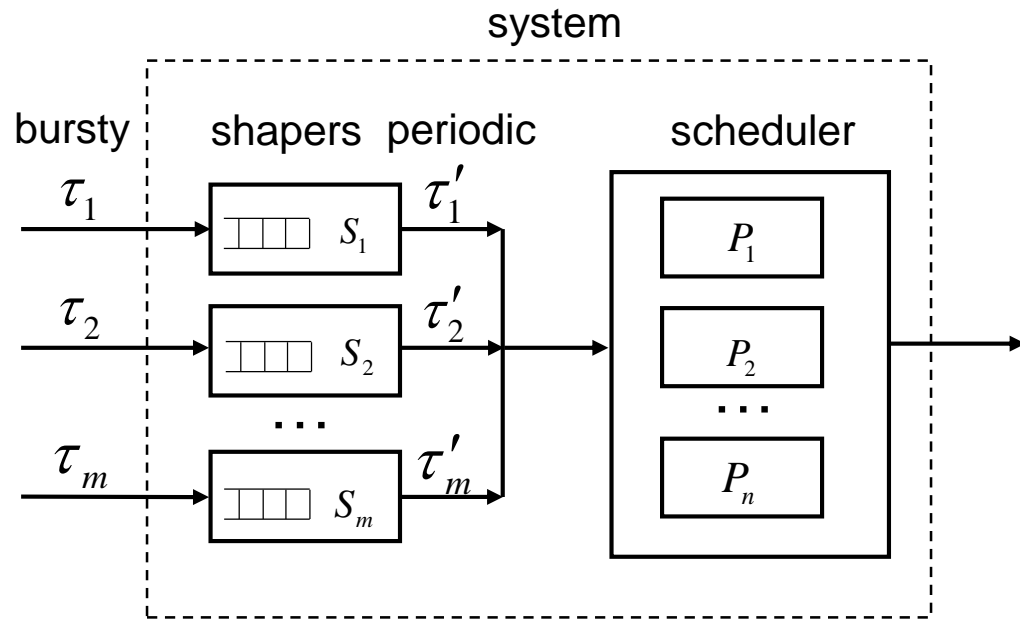 system
bursty shapers periodic scheduler
τ₁ S₁ τ′₁ P₁
τ₂ S₂ τ′₂ P₂
... ...
τₘ Sₘ τ′ₘ Pₙ